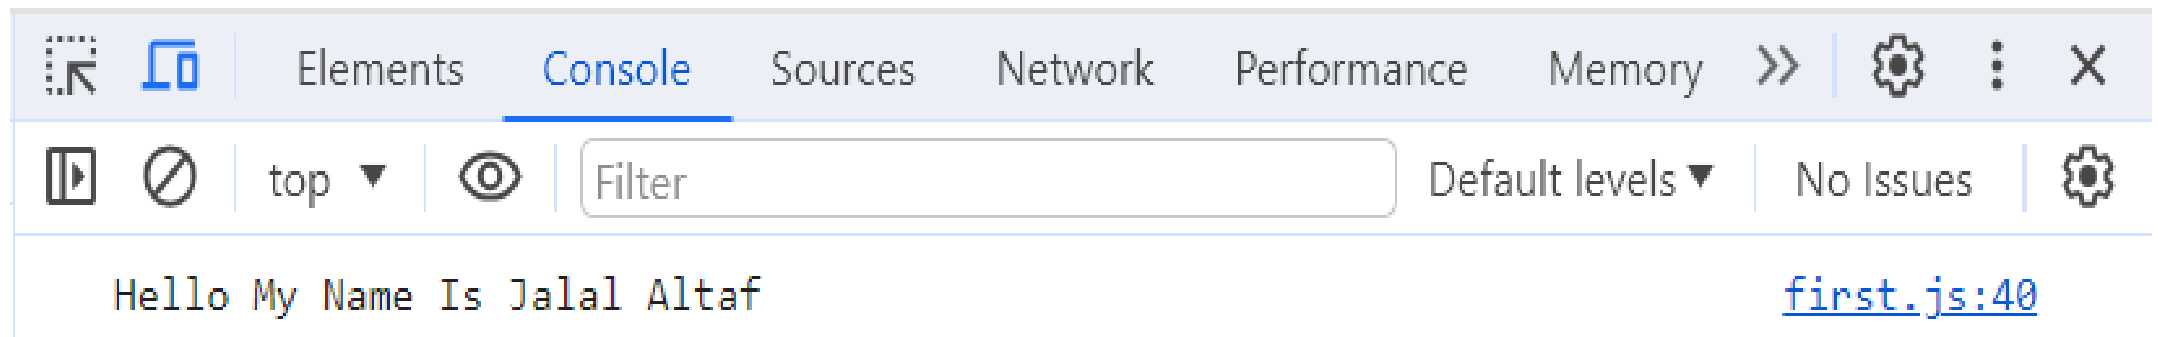 Elements Console Sources Network Performance Memory
top Filter Default levels No Issues
Hello My Name Is Jalal Altaf first.js:40